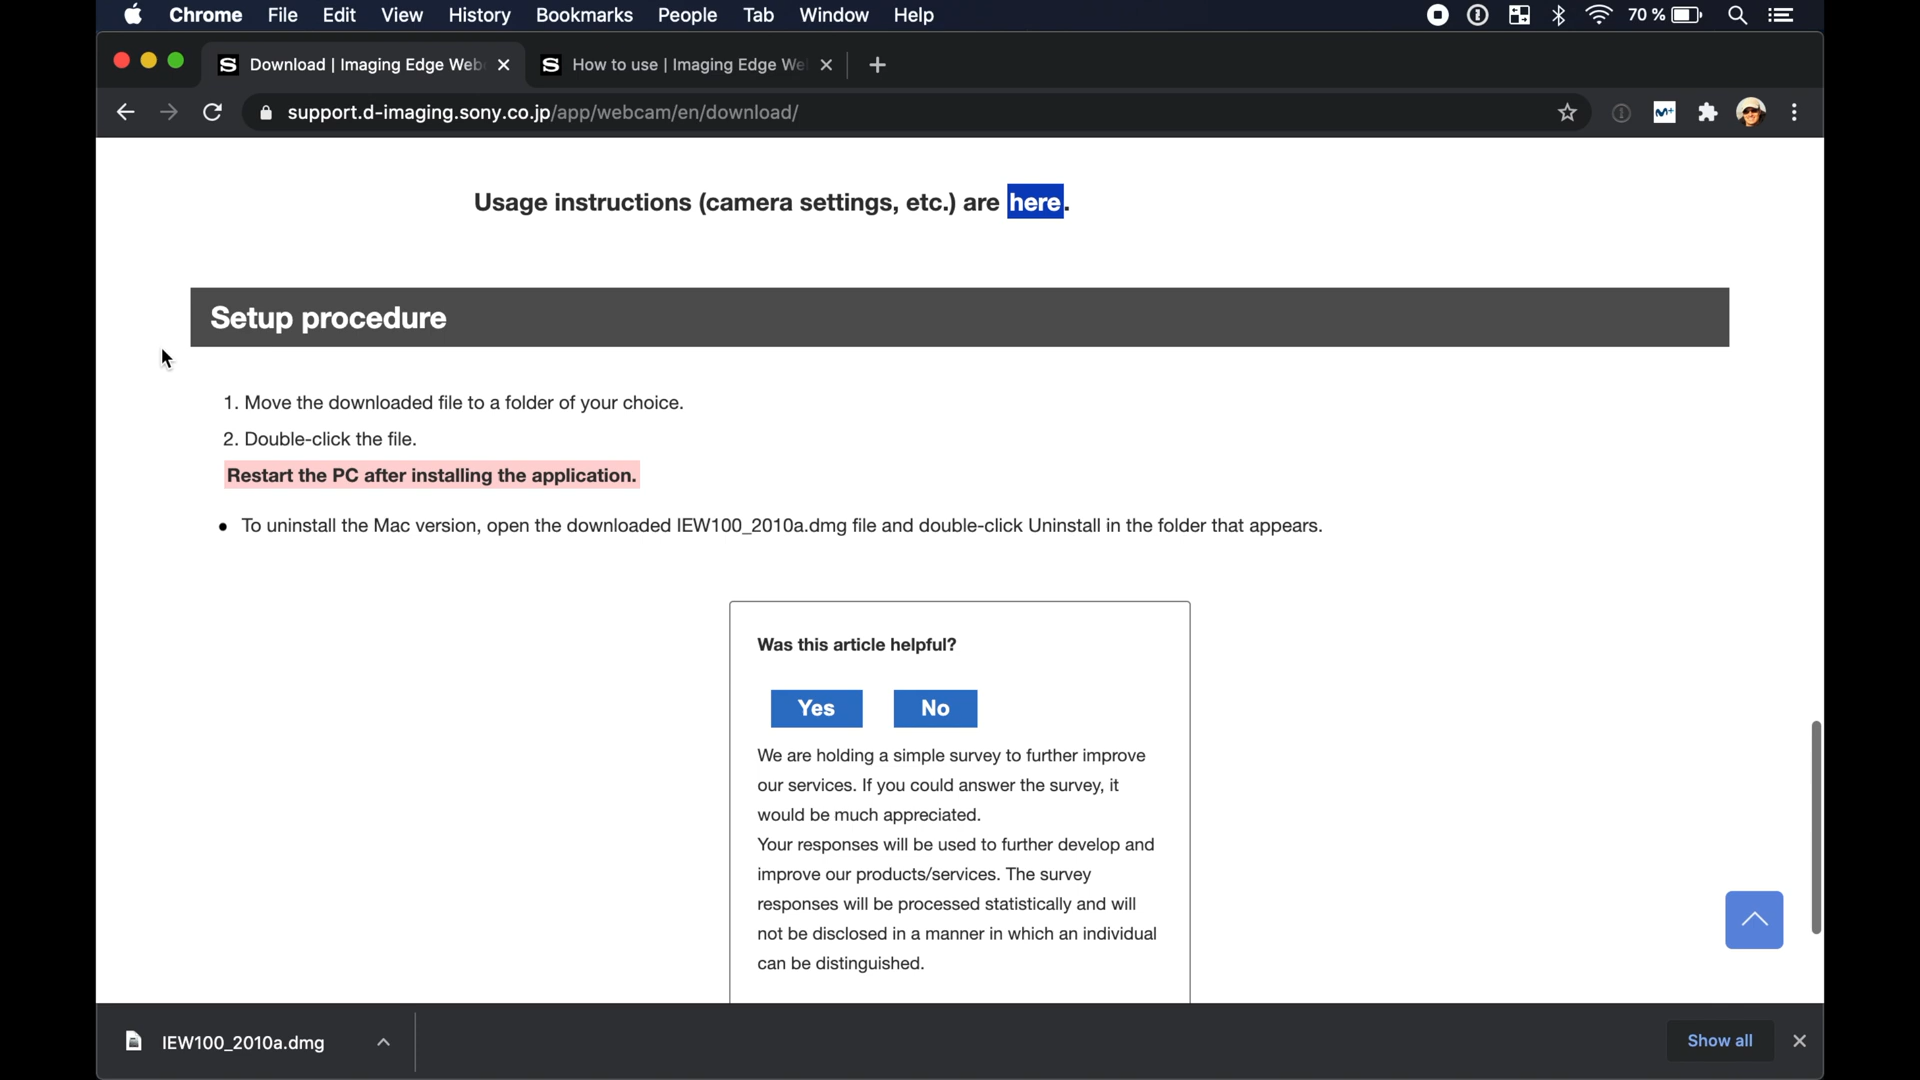 Chrome File Edit View History Bookmarks People Tab Window Help 70 %
Download | Imaging Edge Web How to use | Imaging Edge We
support.d-imaging.sony.co.jp/app/webcam/en/download/
Usage instructions (camera settings, etc.) are here.
Setup procedure
1. Move the downloaded file to a folder of your choice.
2. Double-click the file.
Restart the PC after installing the application.
• To uninstall the Mac version, open the downloaded IEW100_2010a.dmg file and double-click Uninstall in the folder that appears.
Was this article helpful?
Yes No
We are holding a simple survey to further improve
our services. If you could answer the survey, it
would be much appreciated.
Your responses will be used to further develop and
improve our products/services. The survey
responses will be processed statistically and will
not be disclosed in a manner in which an individual
can be distinguished.
IEW100_2010a.dmg Show all